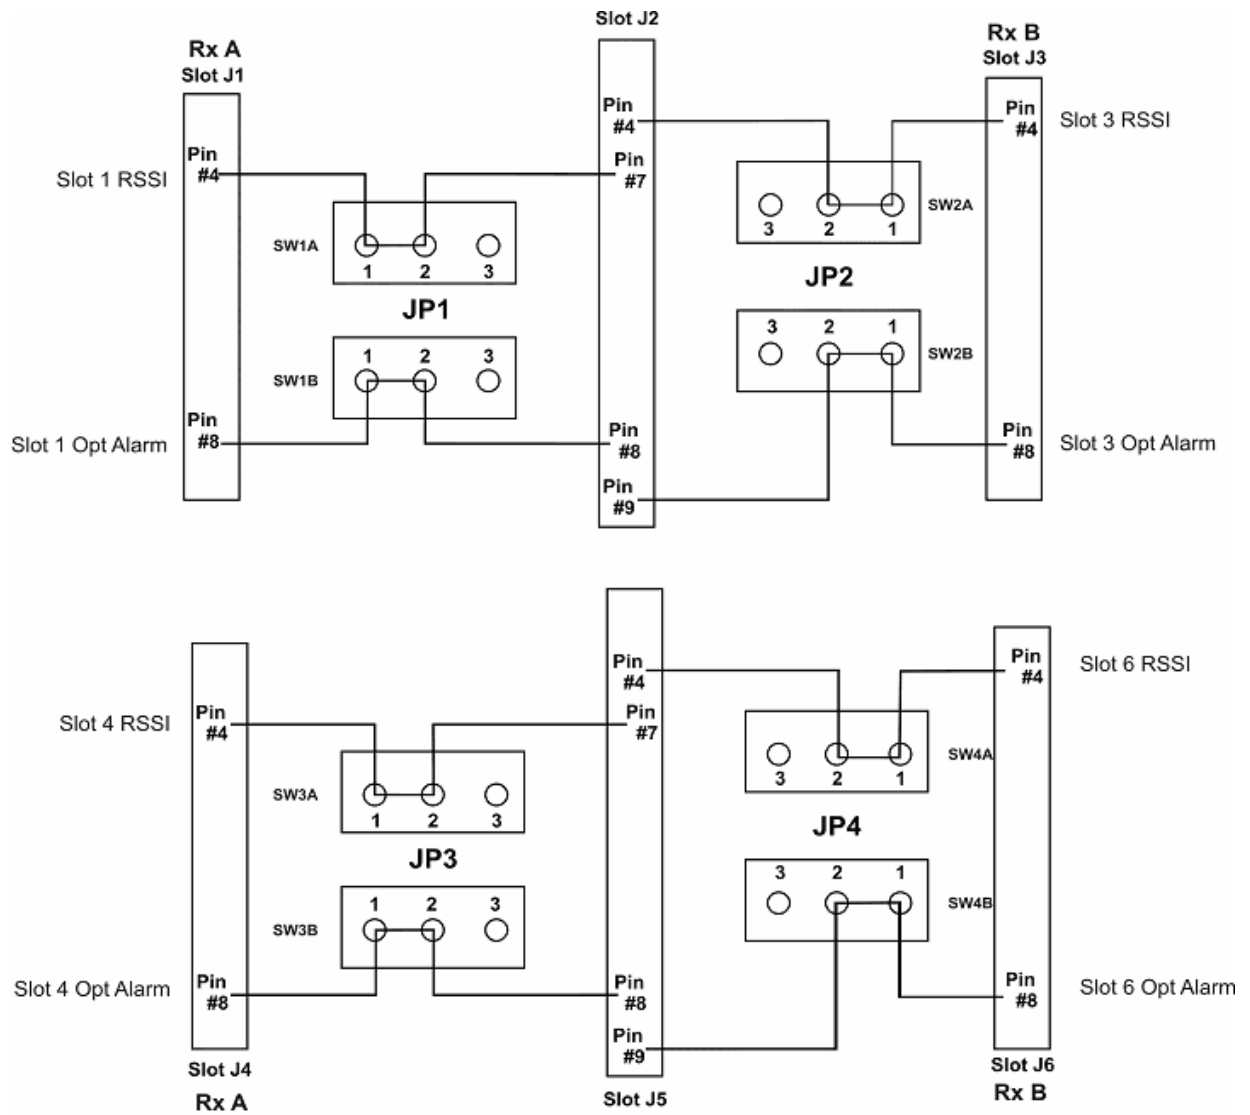 Slot J2
Rx A
Slot J1
Rx B
Slot J3
Pin
#4
Pin
#4
Slot 3 RSSI
Pin
#4
Slot 1 RSSI
Pin
#7
SW1A
1 2 3
3 2 1
SW2A
JP1
JP2
SW1B
1 2 3
3 2 1
SW2B
Slot 1 Opt Alarm
Pin
#8
Pin
#8
Pin
#8
Slot 3 Opt Alarm
Pin
#9
Pin
#4
Pin
#4
Slot 6 RSSI
Slot 4 RSSI
Pin
#4
Pin
#7
SW3A
1 2 3
3 2 1
SW4A
JP3
JP4
SW3B
1 2 3
3 2 1
SW4B
Slot 4 Opt Alarm
Pin
#8
Pin
#8
Pin
#8
Slot 6 Opt Alarm
Pin
#9
Slot J4
Rx A
Slot J5
Slot J6
Rx B